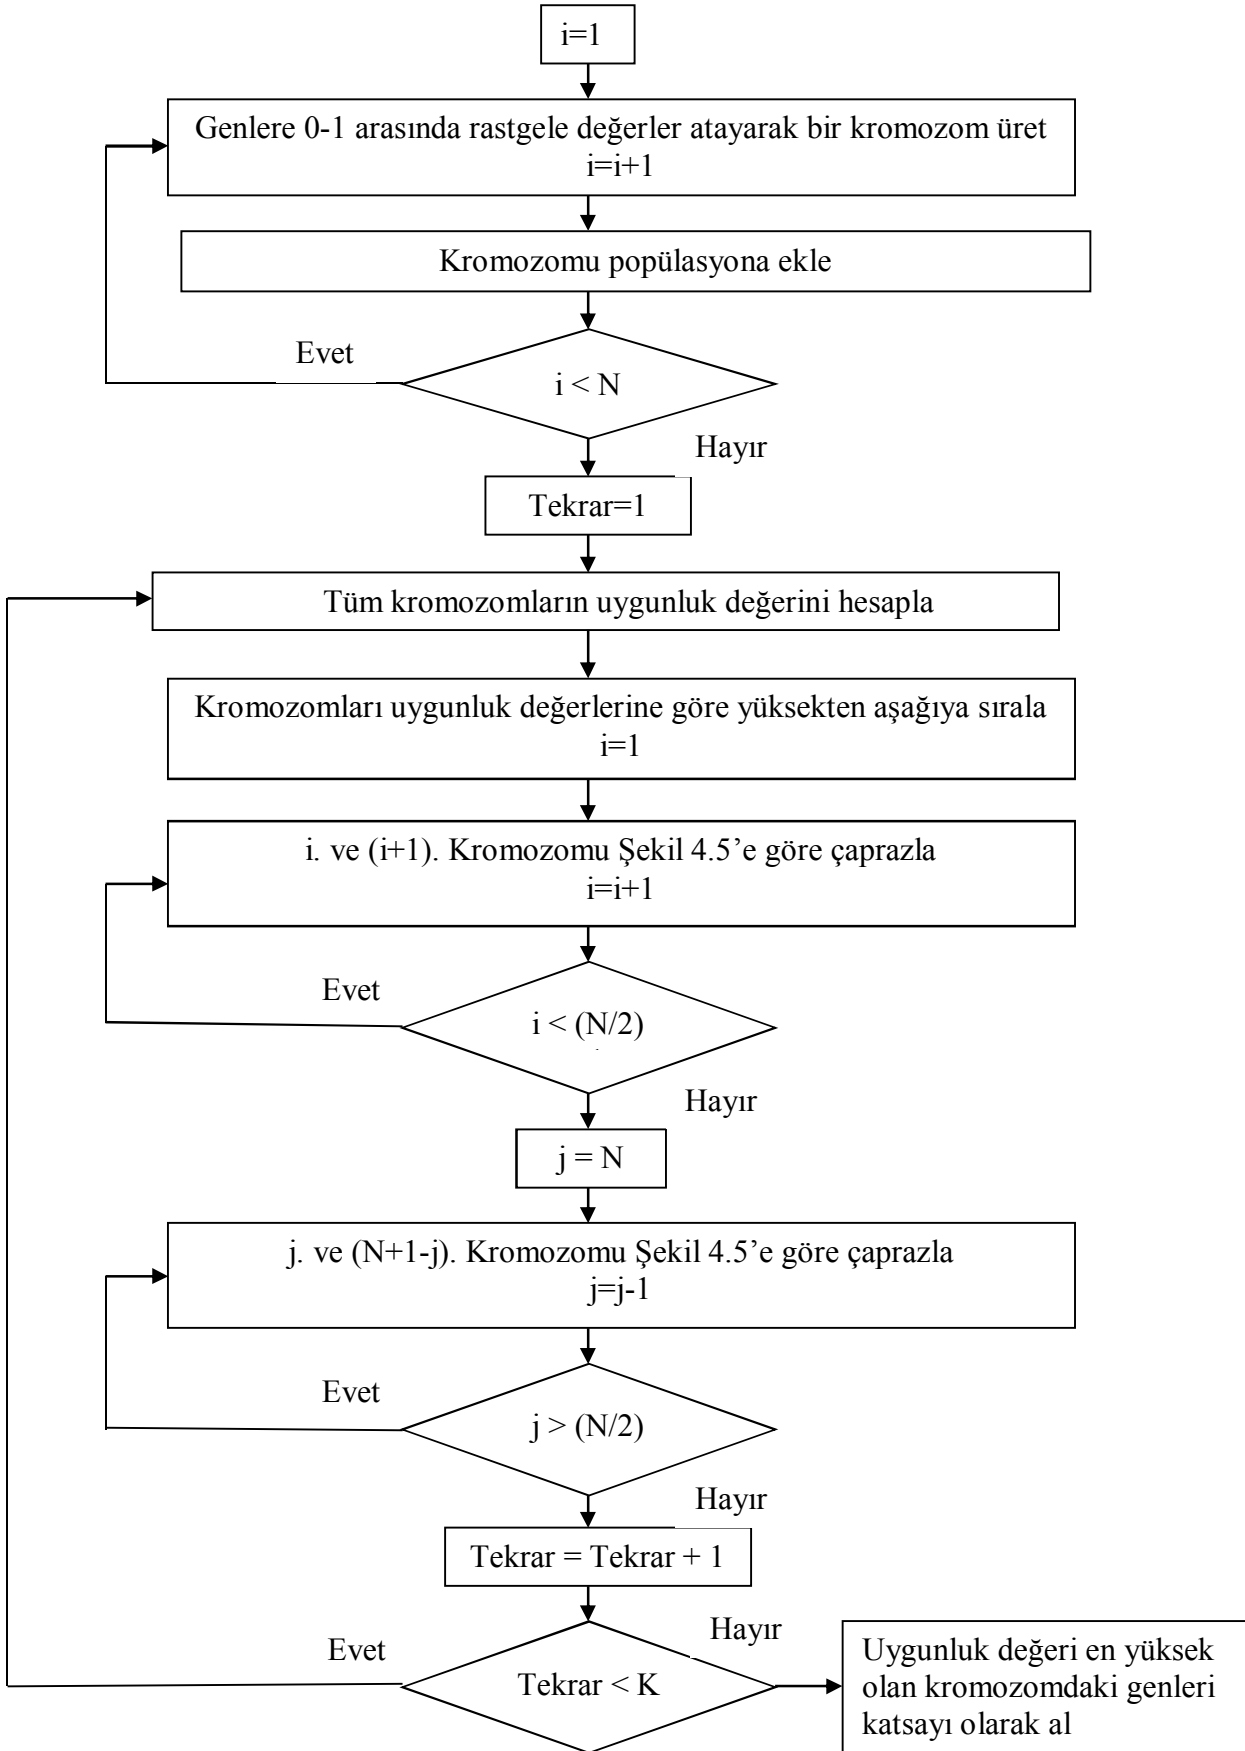 i=1
Genlere 0-1 arasında rastgele değerler atayarak bir kromozom üret
i=i+1
Kromozomu popülasyona ekle
Evet
i < N
Hayır
Tekrar=1
Tüm kromozomların uygunluk değerini hesapla
Kromozomları uygunluk değerlerine göre yüksekten aşağıya sırala
i=1
i. ve (i+1). Kromozomu Şekil 4.5’e göre çaprazla
i=i+1
Evet
i < (N/2)
Hayır
j = N
j. ve (N+1-j). Kromozomu Şekil 4.5’e göre çaprazla
j=j-1
Evet
j > (N/2)
Hayır
Tekrar = Tekrar + 1
Evet
Tekrar < K
Hayır
Uygunluk değeri en yüksek
olan kromozomdaki genleri
katsayı olarak al